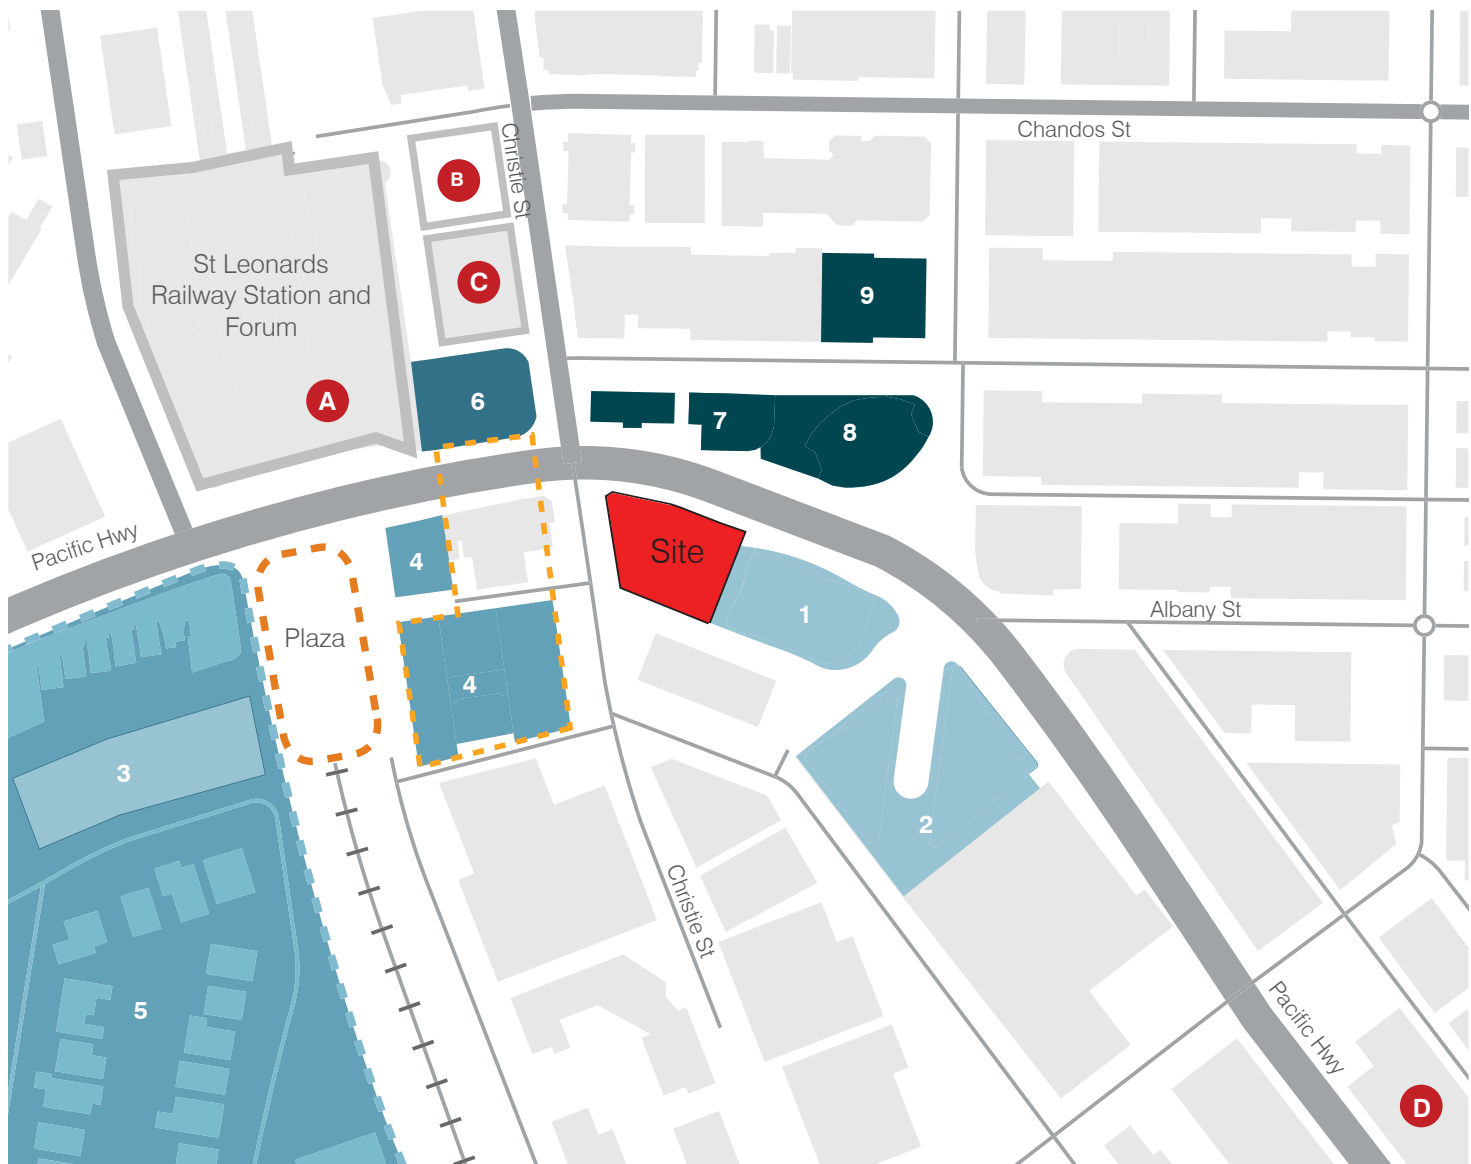 Chandos St
Christie St
B
C
St Leonards
Railway Station and
Forum
A
9
6
7
8
Pacific Hwy
4
Site
1
Albany St
Plaza
4
3
2
Christie St
5
Pacific Hwy
D